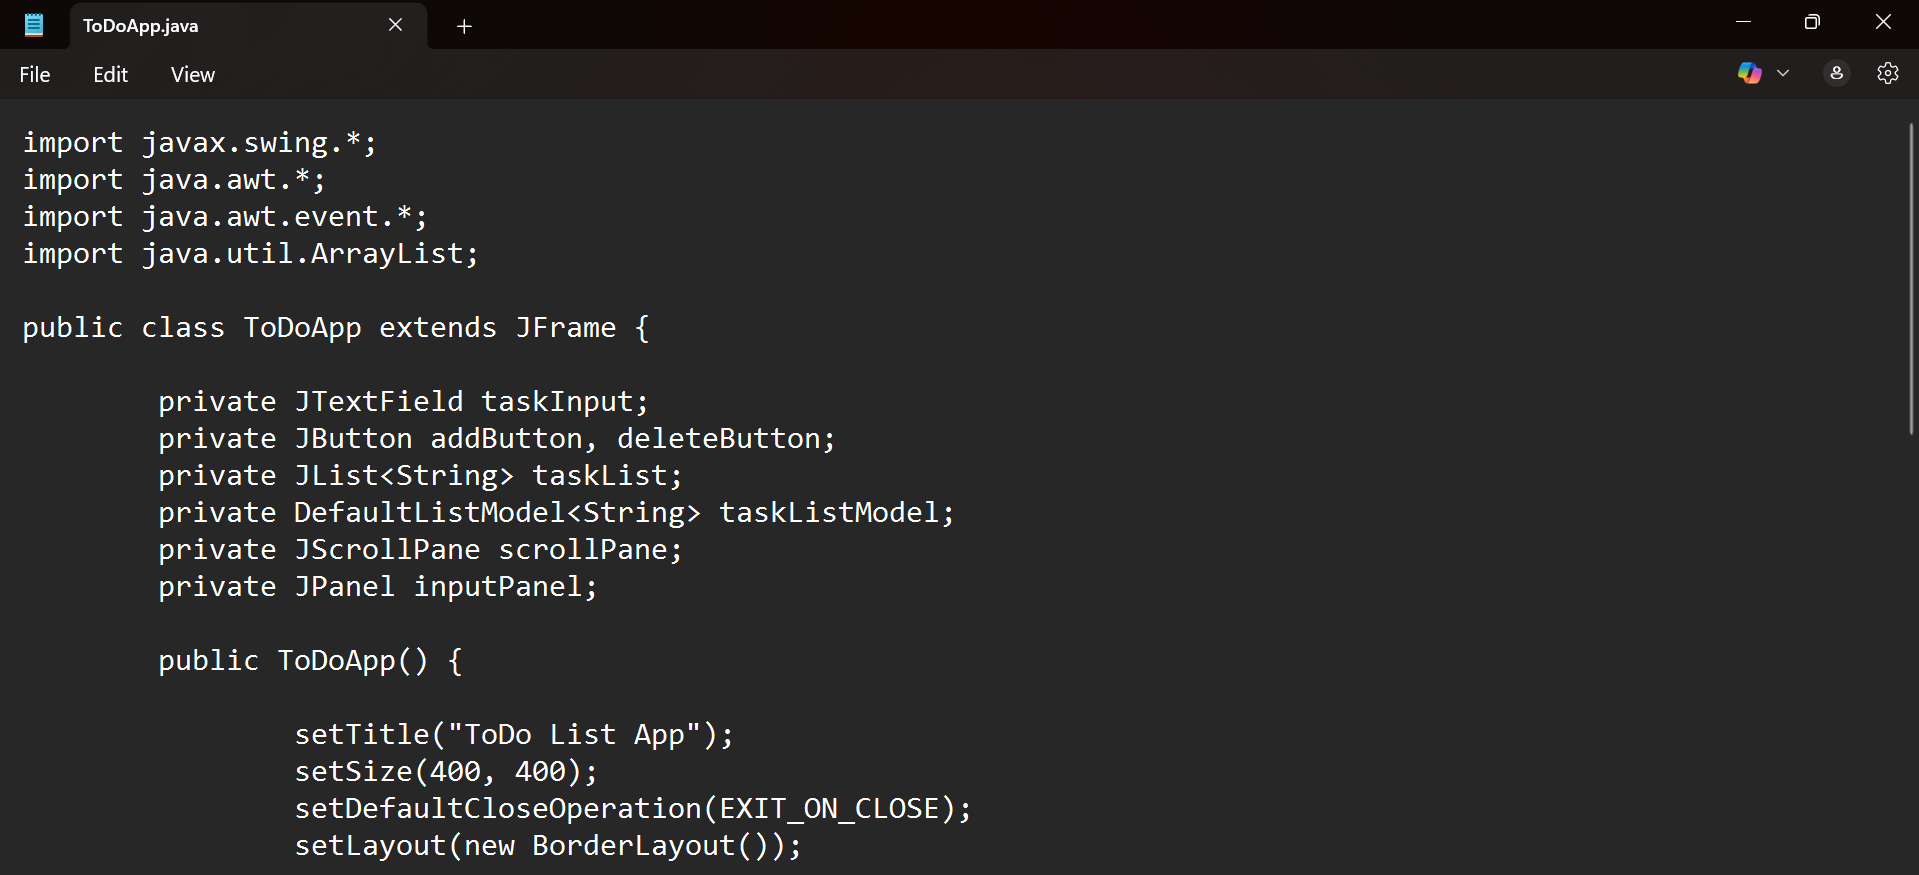 ToDoApp.java
File Edit View
import javax.swing.*;
import java.awt.*;
import java.awt.event.*;
import java.util.ArrayList;

public class ToDoApp extends JFrame {

        private JTextField taskInput;
        private JButton addButton, deleteButton;
        private JList<String> taskList;
        private DefaultListModel<String> taskListModel;
        private JScrollPane scrollPane;
        private JPanel inputPanel;

        public ToDoApp() {

                setTitle("ToDo List App");
                setSize(400, 400);
                setDefaultCloseOperation(EXIT_ON_CLOSE);
                setLayout(new BorderLayout());